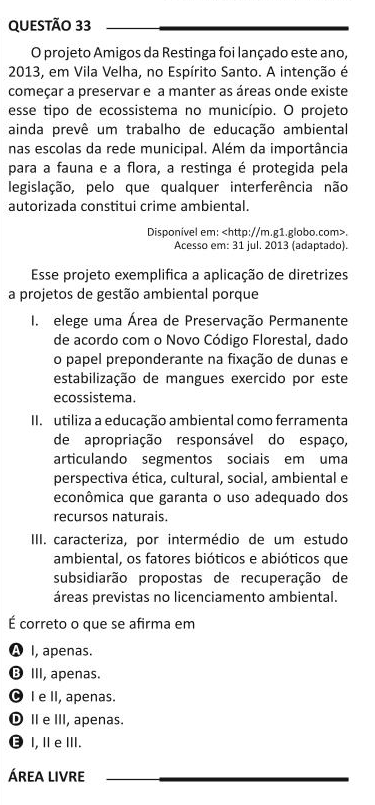 QUESTÃO 33
O projeto Amigos da Restinga foi lançado este ano,
2013, em Vila Velha, no Espírito Santo. A intenção é
começar a preservar e a manter as áreas onde existe
esse tipo de ecossistema no município. O projeto
ainda prevê um trabalho de educação ambiental
nas escolas da rede municipal. Além da importância
para a fauna e a flora, a restinga é protegida pela
legislação, pelo que qualquer interferência não
autorizada constitui crime ambiental.
Disponível em: <http://m.g1.globo.com>.
Acesso em: 31 jul. 2013 (adaptado).
Esse projeto exemplifica a aplicação de diretrizes
a projetos de gestão ambiental porque
I. elege uma Área de Preservação Permanente
de acordo com o Novo Código Florestal, dado
o papel preponderante na fixação de dunas e
estabilização de mangues exercido por este
ecossistema.
II. utiliza a educação ambiental como ferramenta
de apropriação responsável do espaço,
articulando segmentos sociais em uma
perspectiva ética, cultural, social, ambiental e
econômica que garanta o uso adequado dos
recursos naturais.
III. caracteriza, por intermédio de um estudo
ambiental, os fatores bióticos e abióticos que
subsidiarão propostas de recuperação de
áreas previstas no licenciamento ambiental.
É correto o que se afirma em
A I, apenas.
B III, apenas.
C I e II, apenas.
D II e III, apenas.
E I, II e III.
ÁREA LIVRE